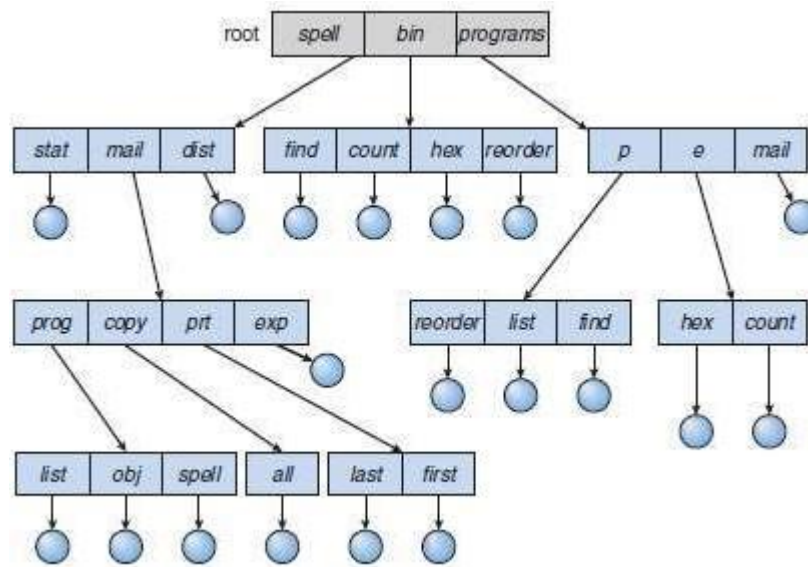 root spell bin programs
stat mail dist find count hex reorder p e mail
prog copy prt exp reorder list find hex count
list obj spell all last first